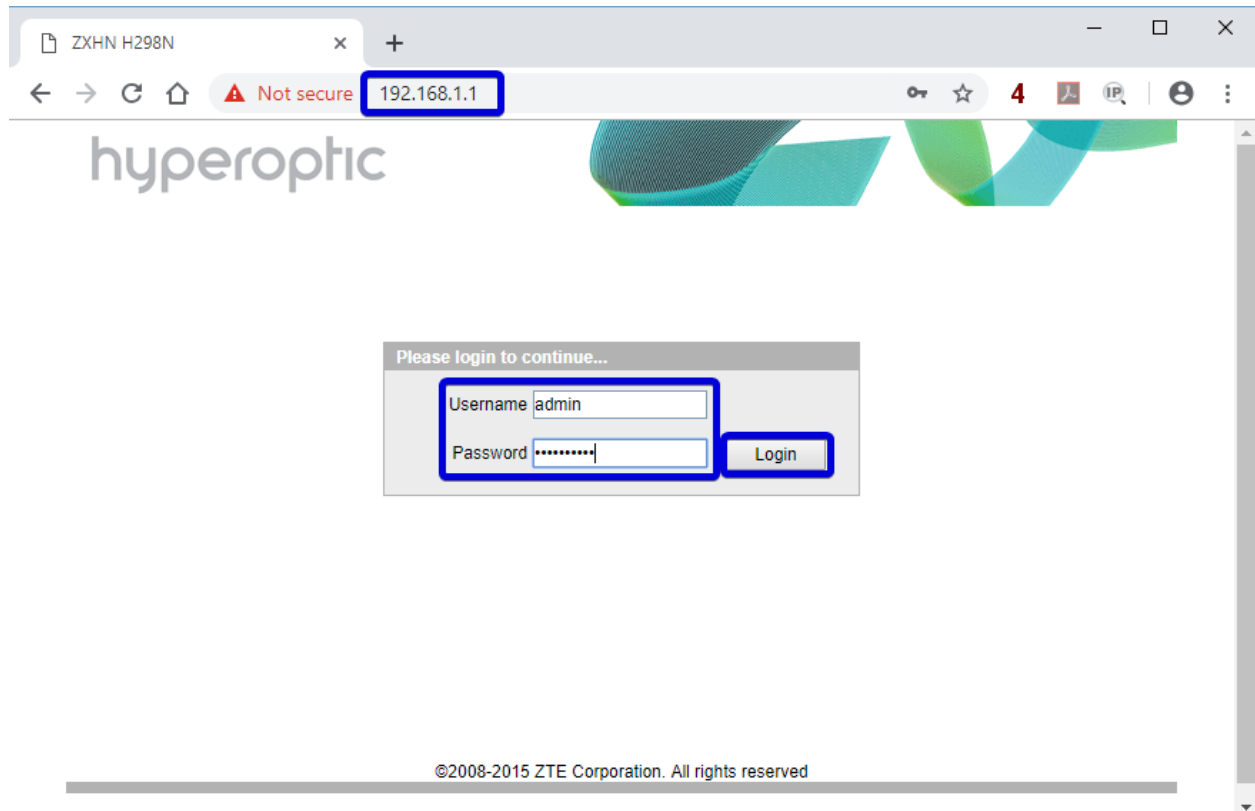 ZXHN H298N
Not secure 192.168.1.1
4
IP
hyperoptic
Please login to continue...
Username admin
Password ••••••••••
Login
©2008-2015 ZTE Corporation. All rights reserved